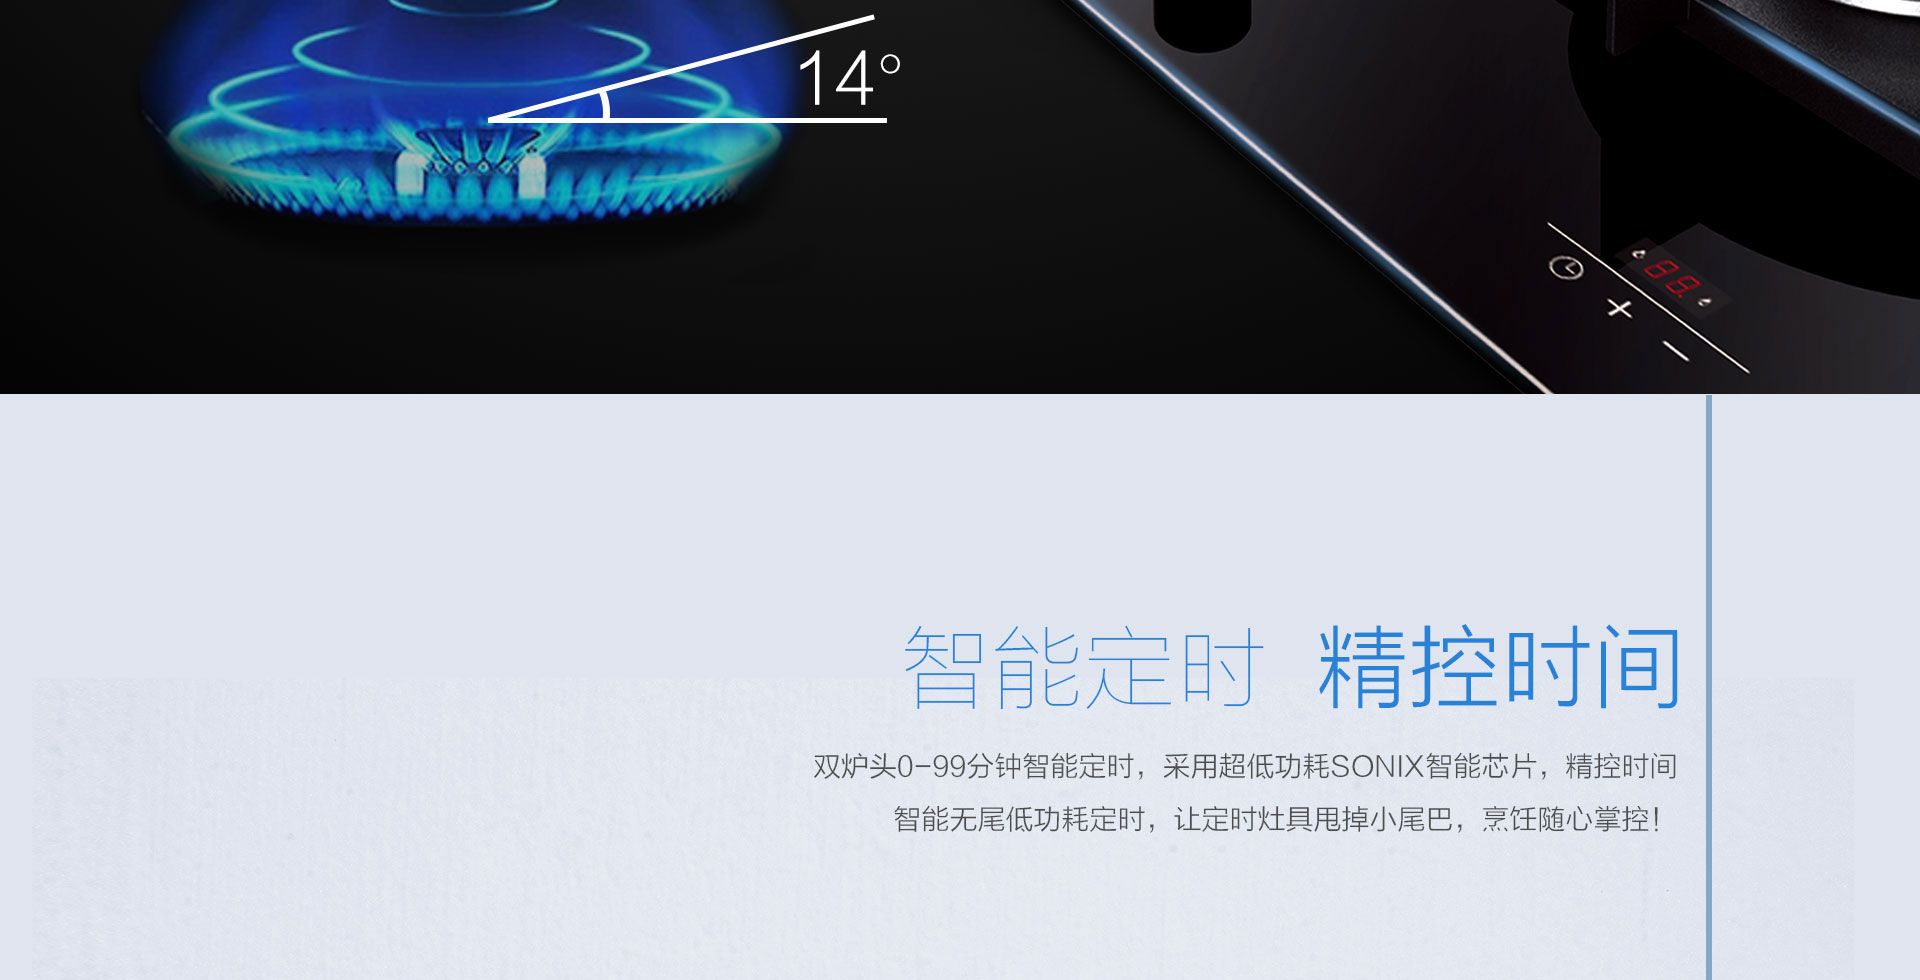 14°
88
智能定时 精控时间
双炉头0-99分钟智能定时，采用超低功耗SONIX智能芯片，精控时间
智能无尾低功耗定时，让定时灶具甩掉小尾巴，烹饪随心掌控！